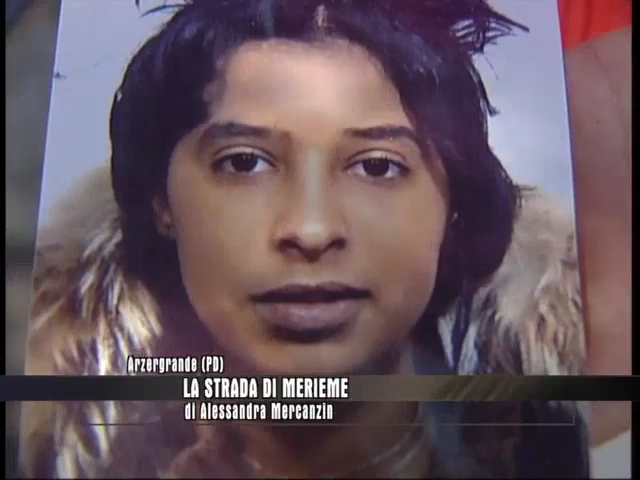 Arzergrande (PD)
LA STRADA DI MERIEME
di Alessandra Mercanzin